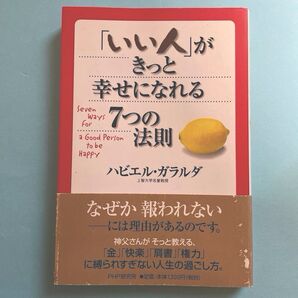 「いい人」が
きっと
幸せになれる
7つの
法則
Seven
Ways
for
a Good Person
to be
Happy
ハビエル・ガラルダ
上智大学名誉教授
なぜか 報われない
──には理由があるのです。
神父さんが そっと教える、
「金」「快楽」「肩書」「権力」
に縛られすぎない人生の過ごし方。
PHP研究所